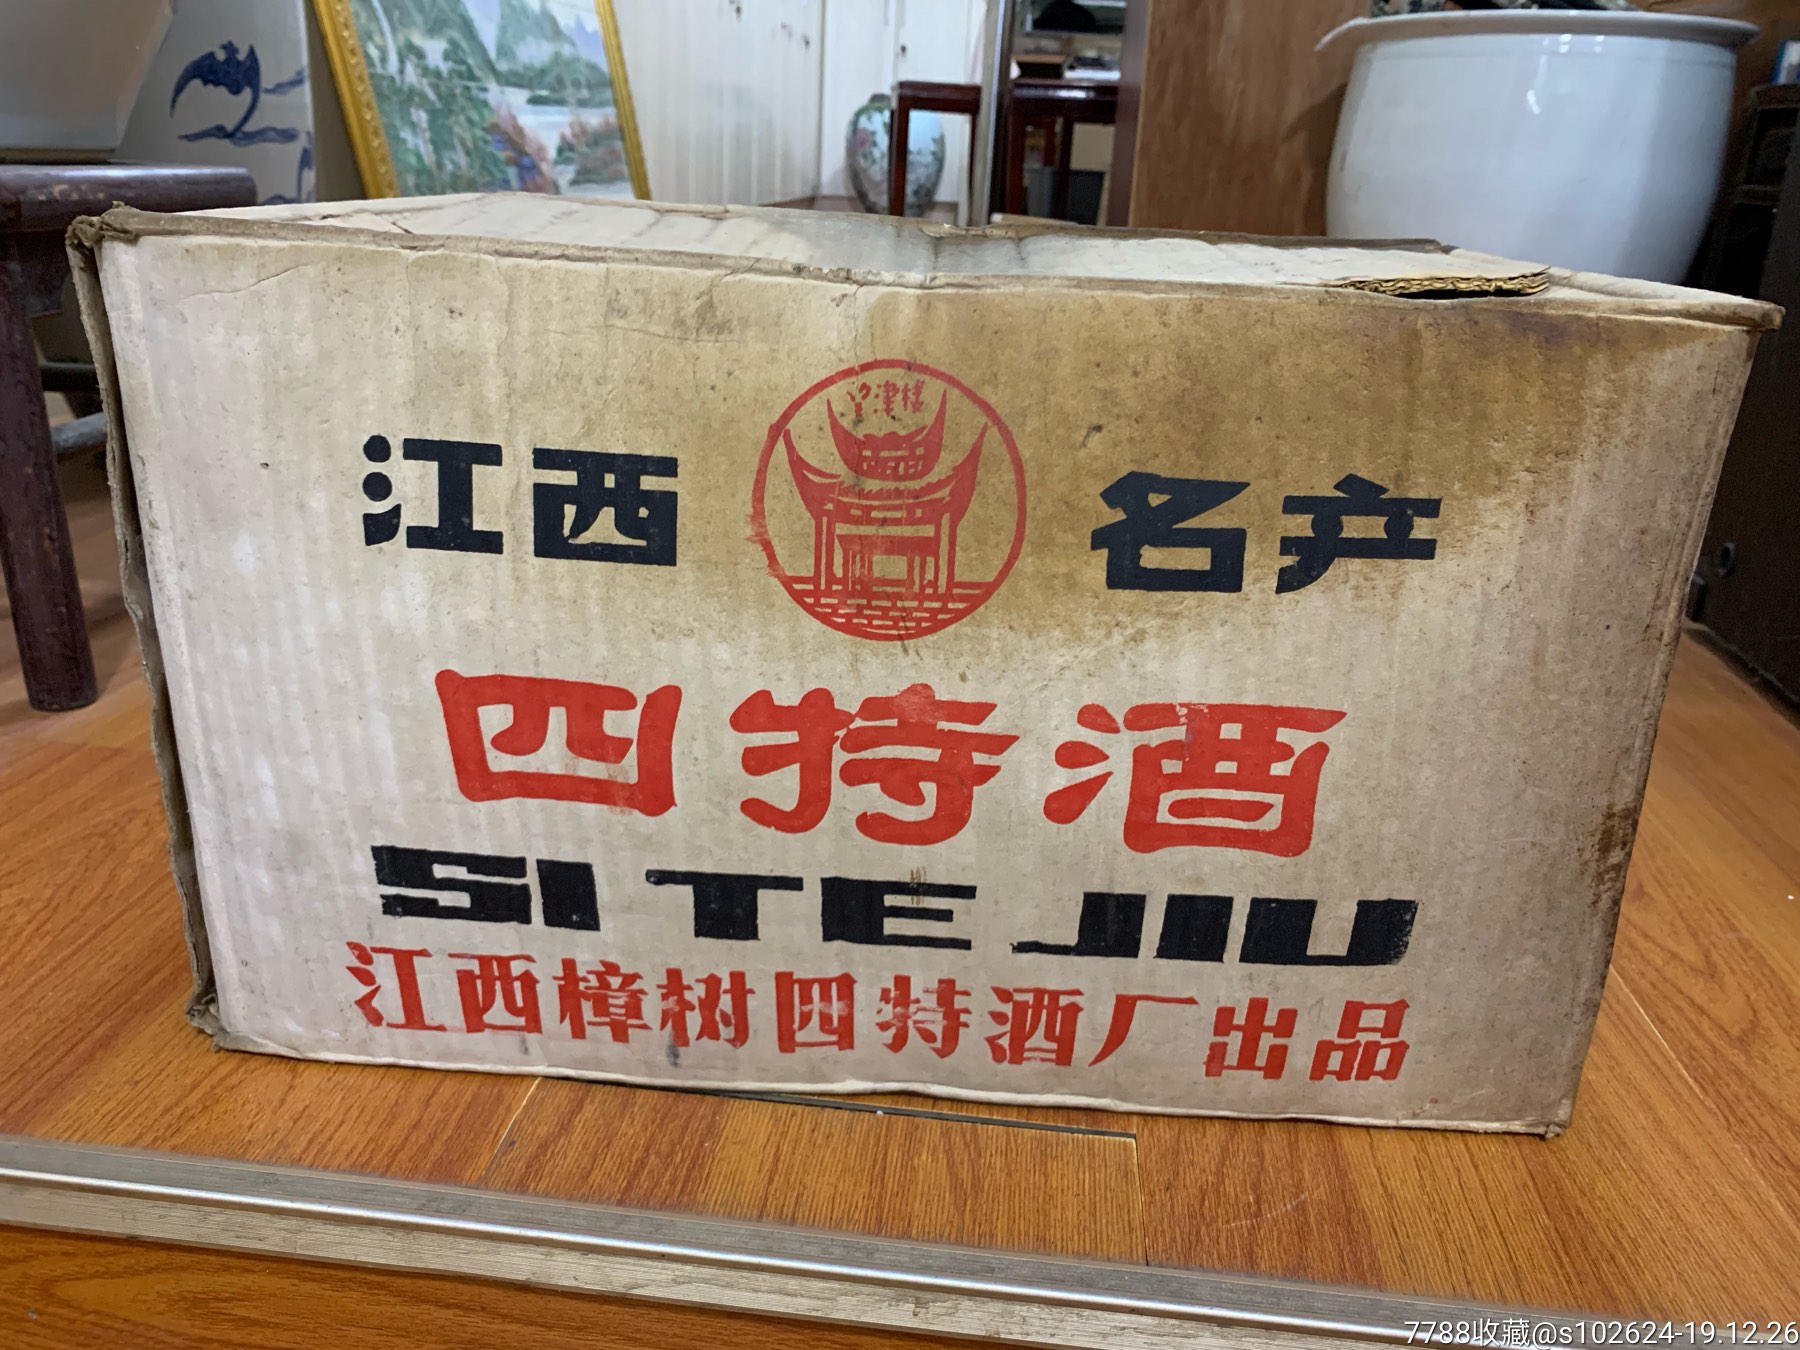 江西 名产
津楼
四特酒
SI TE JIU
江西樟树四特酒厂出品
7788收藏@s102624-19.12.26